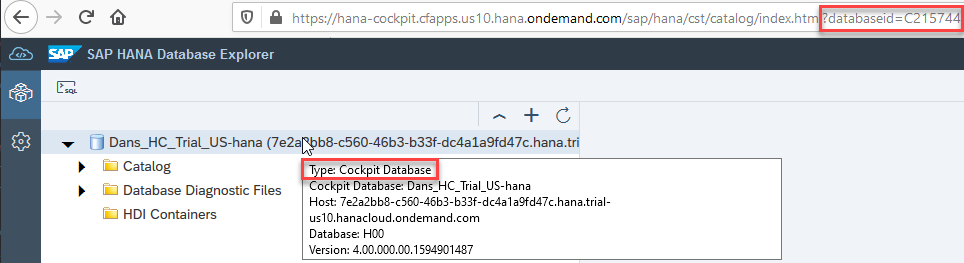 https://hana-cockpit.cfapps.us10.hana.ondemand.com/sap/hana/cst/catalog/index.htm?databaseid=C215744
SAP SAP HANA Database Explorer
SQL
Dans_HC_Trial_US-hana (7e2a2bb8-c560-46b3-b33f-dc4a1a9fd47c.hana.tri
Catalog
Type: Cockpit Database
Cockpit Database: Dans_HC_Trial_US-hana
Database Diagnostic Files
Host: 7e2a2bb8-c560-46b3-b33f-dc4a1a9fd47c.hana.trial-
us10.hanacloud.ondemand.com
HDI Containers
Database: H00
Version: 4.00.000.00.1594901487